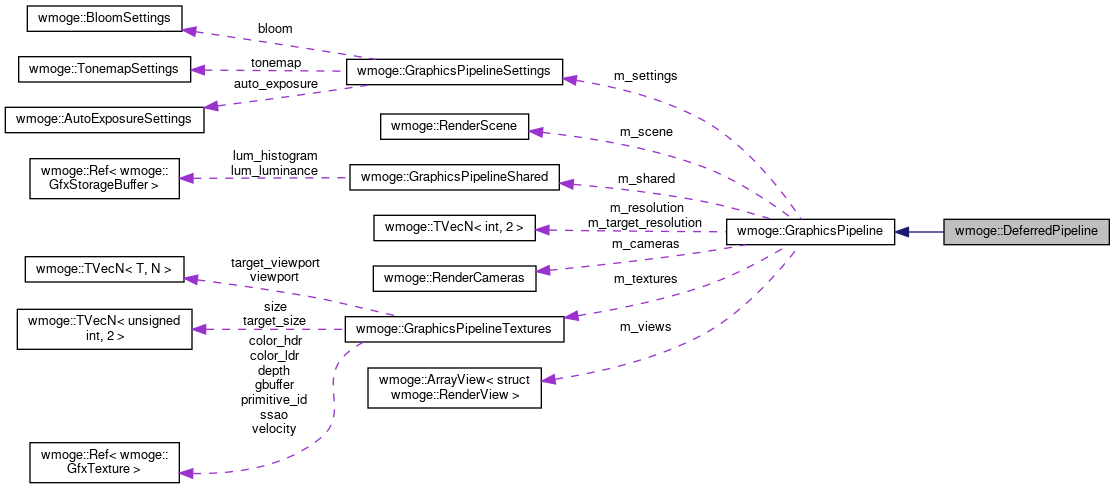 wmoge::BloomSettings
bloom
wmoge::TonemapSettings
tonemap
wmoge::GraphicsPipelineSettings
auto_exposure
wmoge::AutoExposureSettings
m_settings
wmoge::RenderScene
m_scene
wmoge::Ref< wmoge::
GfxStorageBuffer >
lum_histogram
lum_luminance
wmoge::GraphicsPipelineShared
m_shared
wmoge::TVecN< int, 2 >
m_resolution
m_target_resolution
wmoge::GraphicsPipeline
wmoge::DeferredPipeline
wmoge::RenderCameras
m_cameras
wmoge::TVecN< T, N >
target_viewport
viewport
m_textures
wmoge::TVecN< unsigned
int, 2 >
size
target_size
wmoge::GraphicsPipelineTextures
m_views
wmoge::ArrayView< struct
wmoge::RenderView >
color_hdr
color_ldr
depth
gbuffer
primitive_id
ssao
velocity
wmoge::Ref< wmoge::
GfxTexture >